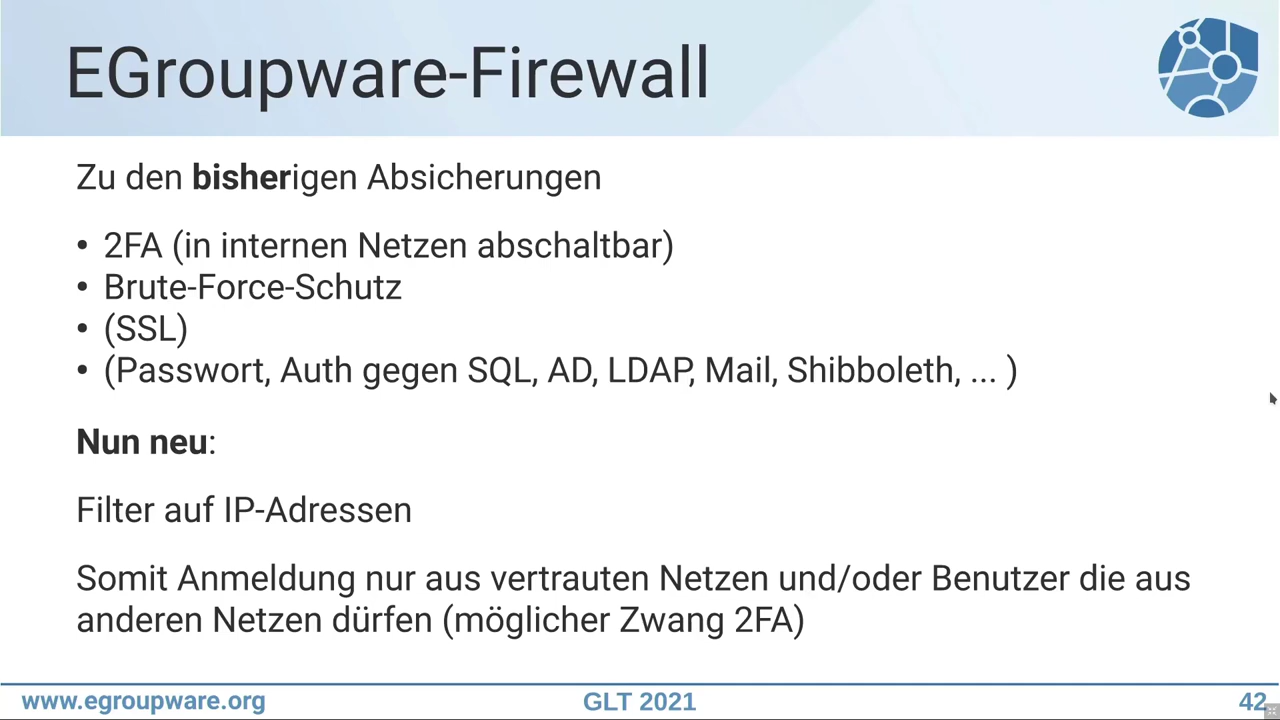 EGroupware-Firewall
Zu den bisherigen Absicherungen
• 2FA (in internen Netzen abschaltbar)
• Brute-Force-Schutz
• (SSL)
• (Passwort, Auth gegen SQL, AD, LDAP, Mail, Shibboleth, ... )
Nun neu:
Filter auf IP-Adressen
Somit Anmeldung nur aus vertrauten Netzen und/oder Benutzer die aus
anderen Netzen dürfen (möglicher Zwang 2FA)
www.egroupware.org
GLT 2021
42